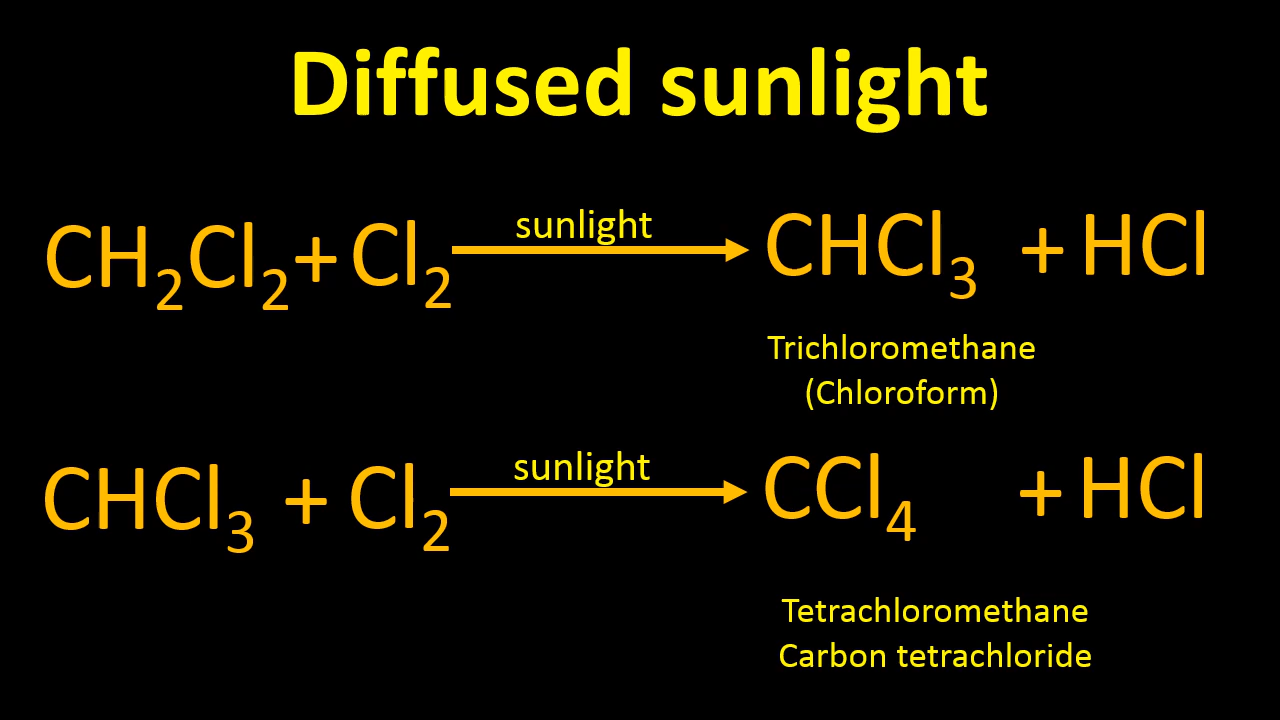 Diffused sunlight
CH₂Cl₂ + Cl₂ sunlight CHCl₃ + HCl
Trichloromethane
(Chloroform)
CHCl₃ + Cl₂ sunlight CCl₄ + HCl
Tetrachloromethane
Carbon tetrachloride